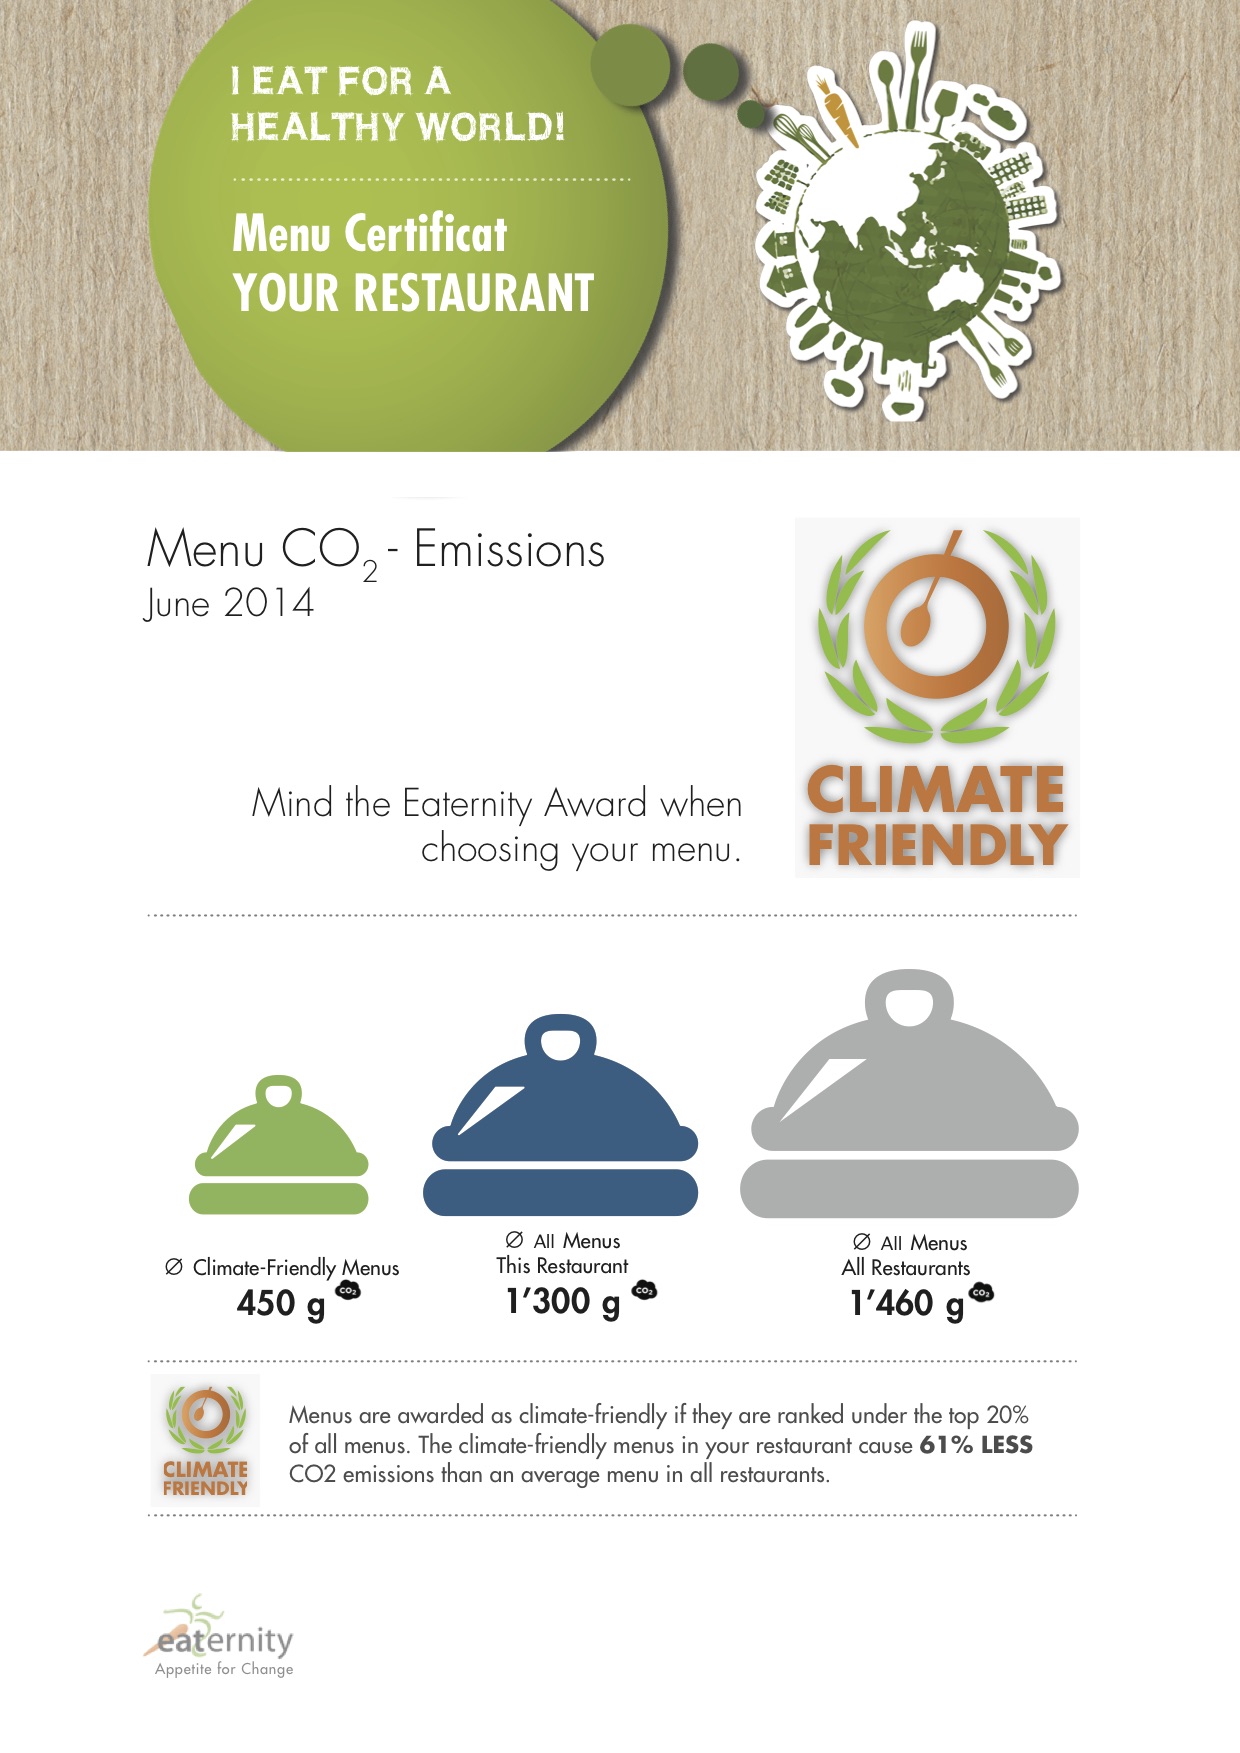 I EAT FOR A
HEALTHY WORLD!
Menu Certificat
YOUR RESTAURANT
Menu CO2 - Emissions
June 2014
CLIMATE
FRIENDLY
Mind the Eaternity Award when
choosing your menu.
∅ Climate-Friendly Menus
450 g CO2
∅ All Menus
This Restaurant
1’300 g CO2
∅ All Menus
All Restaurants
1’460 g CO2
CLIMATE
FRIENDLY
Menus are awarded as climate-friendly if they are ranked under the top 20%
of all menus. The climate-friendly menus in your restaurant cause 61% LESS
CO2 emissions than an average menu in all restaurants.
eaternity
Appetite for Change